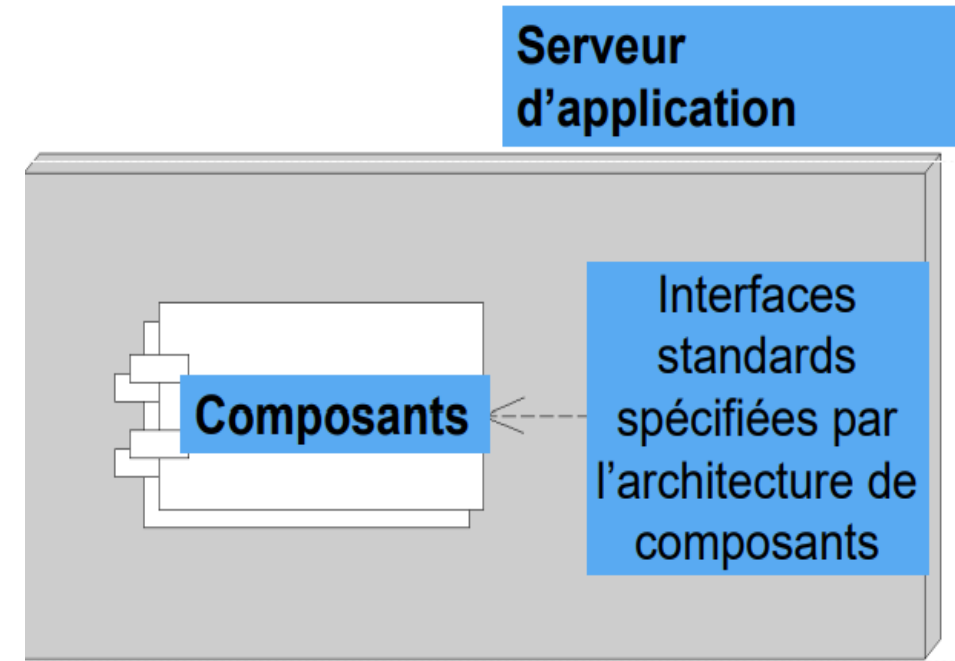 Serveur
d’application
Interfaces
standards
spécifiées par
l’architecture de
composants
Composants